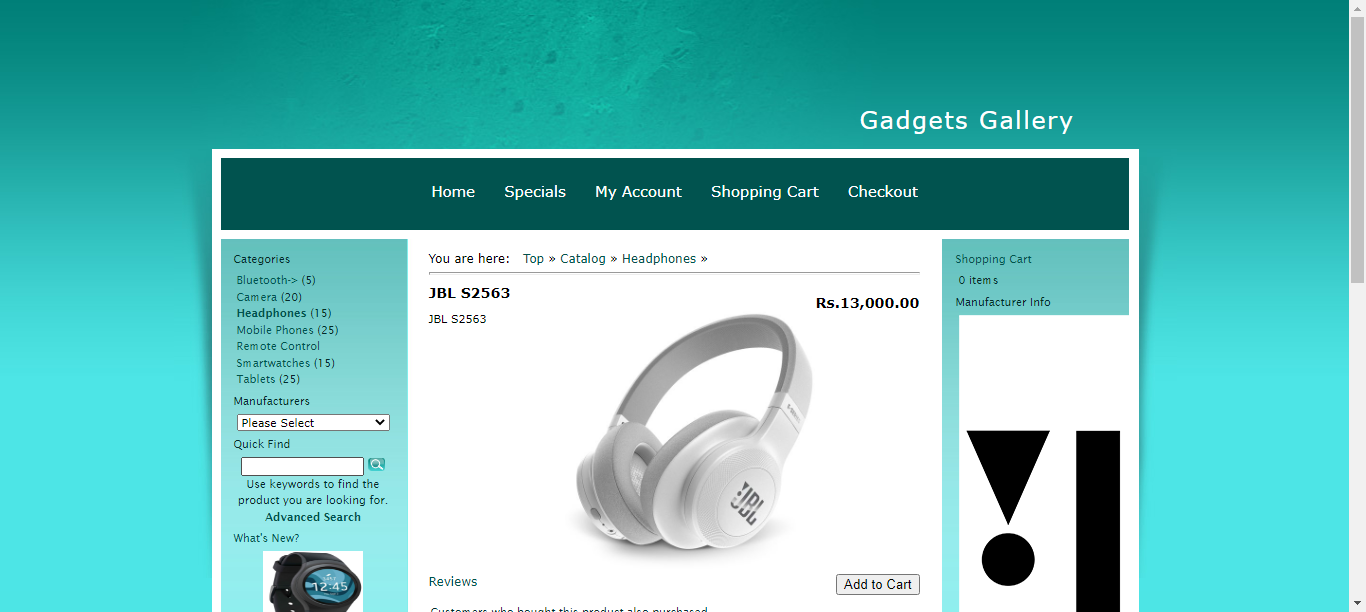 Gadgets Gallery
Home Specials My Account Shopping Cart Checkout
Categories
Bluetooth-> (5)
Camera (20)
Headphones (15)
Mobile Phones (25)
Remote Control
Smartwatches (15)
Tablets (25)
Manufacturers
Please Select
Quick Find
Use keywords to find the
product you are looking for.
Advanced Search
What's New?
12:45
You are here: Top » Catalog » Headphones »
JBL S2563
Rs.13,000.00
JBL S2563
JBL
Reviews
Add to Cart
Customers who bought this product also purchased
Shopping Cart
0 items
Manufacturer Info